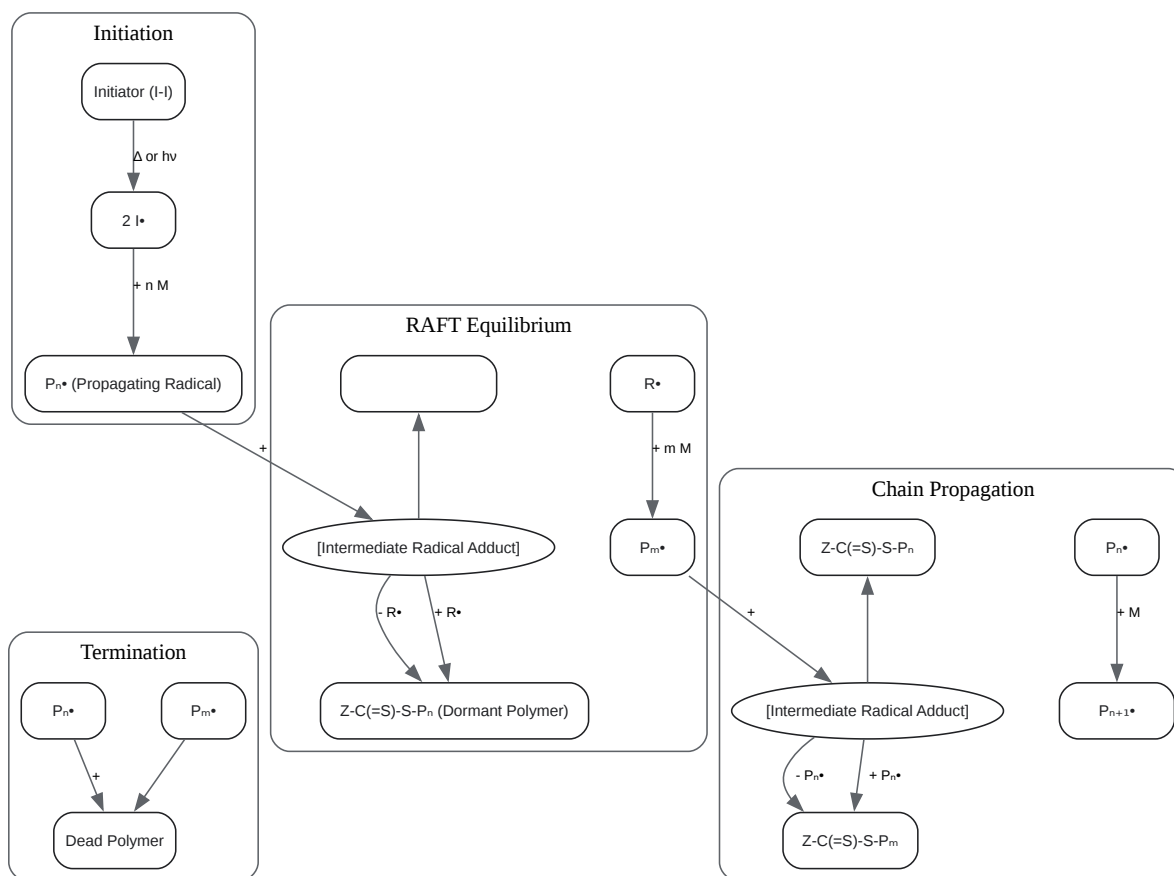 Initiation
Initiator (I-I)
Δ or hν
2 I•
+ n M
Pₙ• (Propagating Radical)
+
RAFT Equilibrium
R•
+ m M
[Intermediate Radical Adduct]
Pₘ•
- R•
+ R•
Z-C(=S)-S-Pₙ (Dormant Polymer)
+
Chain Propagation
Z-C(=S)-S-Pₙ
Pₙ•
+ M
[Intermediate Radical Adduct]
Pₙ₊₁•
- Pₙ•
+ Pₙ•
Z-C(=S)-S-Pₘ
Termination
Pₙ•
Pₘ•
+
Dead Polymer